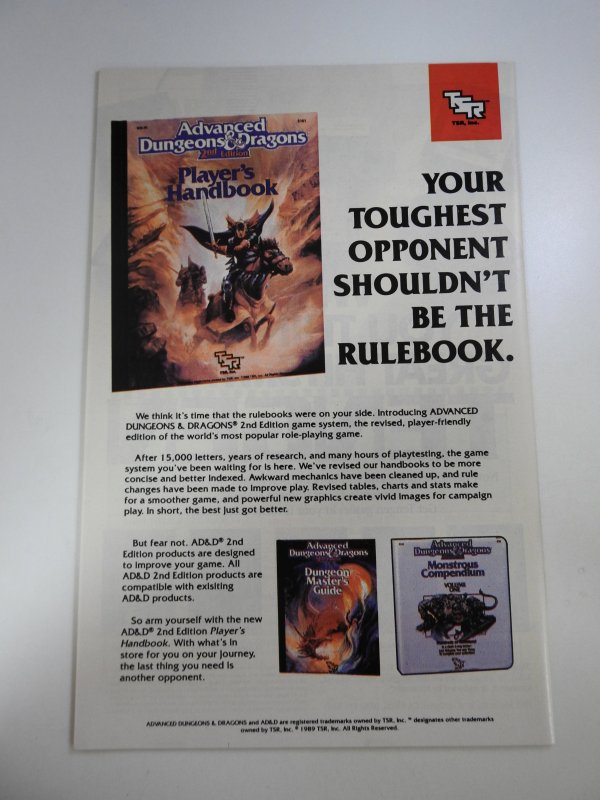 TSR
TSR, Inc.
Advanced
Dungeons & Dragons
2nd Edition
Player's
Handbook
TSR
YOUR
TOUGHEST
OPPONENT
SHOULDN'T
BE THE
RULEBOOK.
We think it's time that the rulebooks were on your side. Introducing ADVANCED
DUNGEONS & DRAGONS® 2nd Edition game system, the revised, player-friendly
edition of the world's most popular role-playing game.
After 15,000 letters, years of research, and many hours of playtesting, the game
system you've been waiting for is here. We've revised our handbooks to be more
concise and better indexed. Awkward mechanics have been cleaned up, and rule
changes have been made to improve play. Revised tables, charts and stats make
for a smoother game, and powerful new graphics create vivid images for campaign
play. In short, the best just got better.
But fear not. AD&D® 2nd
Edition products are designed
to improve your game. All
AD&D 2nd Edition products are
compatible with exisiting
AD&D products.
So arm yourself with the new
AD&D® 2nd Edition Player's
Handbook. With what's in
store for you on your journey,
the last thing you need is
another opponent.
Advanced
Dungeons & Dragons
Dungeon
Master's
Guide
Advanced
Dungeons & Dragons
Monstrous
Compendium
VOLUME
ONE
ADVANCED DUNGEONS & DRAGONS and AD&D are registered trademarks owned by TSR, Inc. ™ designates other trademarks
owned by TSR, Inc. © 1989 TSR, Inc. All Rights Reserved.